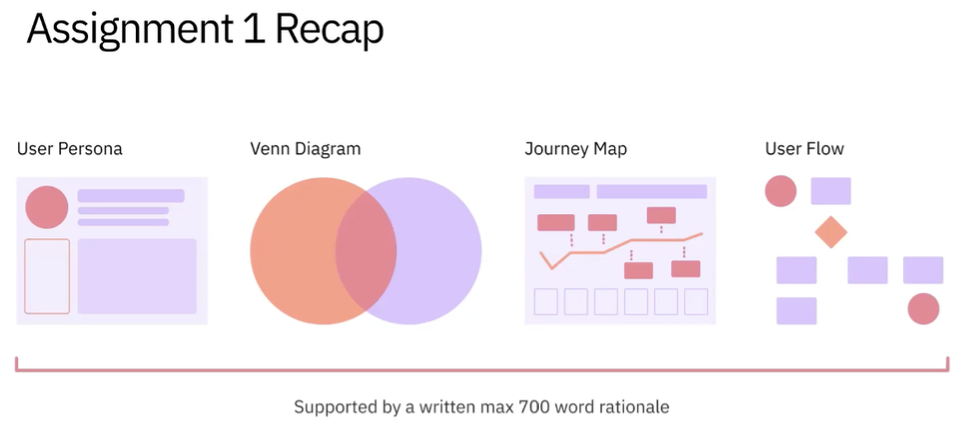 Assignment 1 Recap
User Persona
Venn Diagram
Journey Map
User Flow
Supported by a written max 700 word rationale